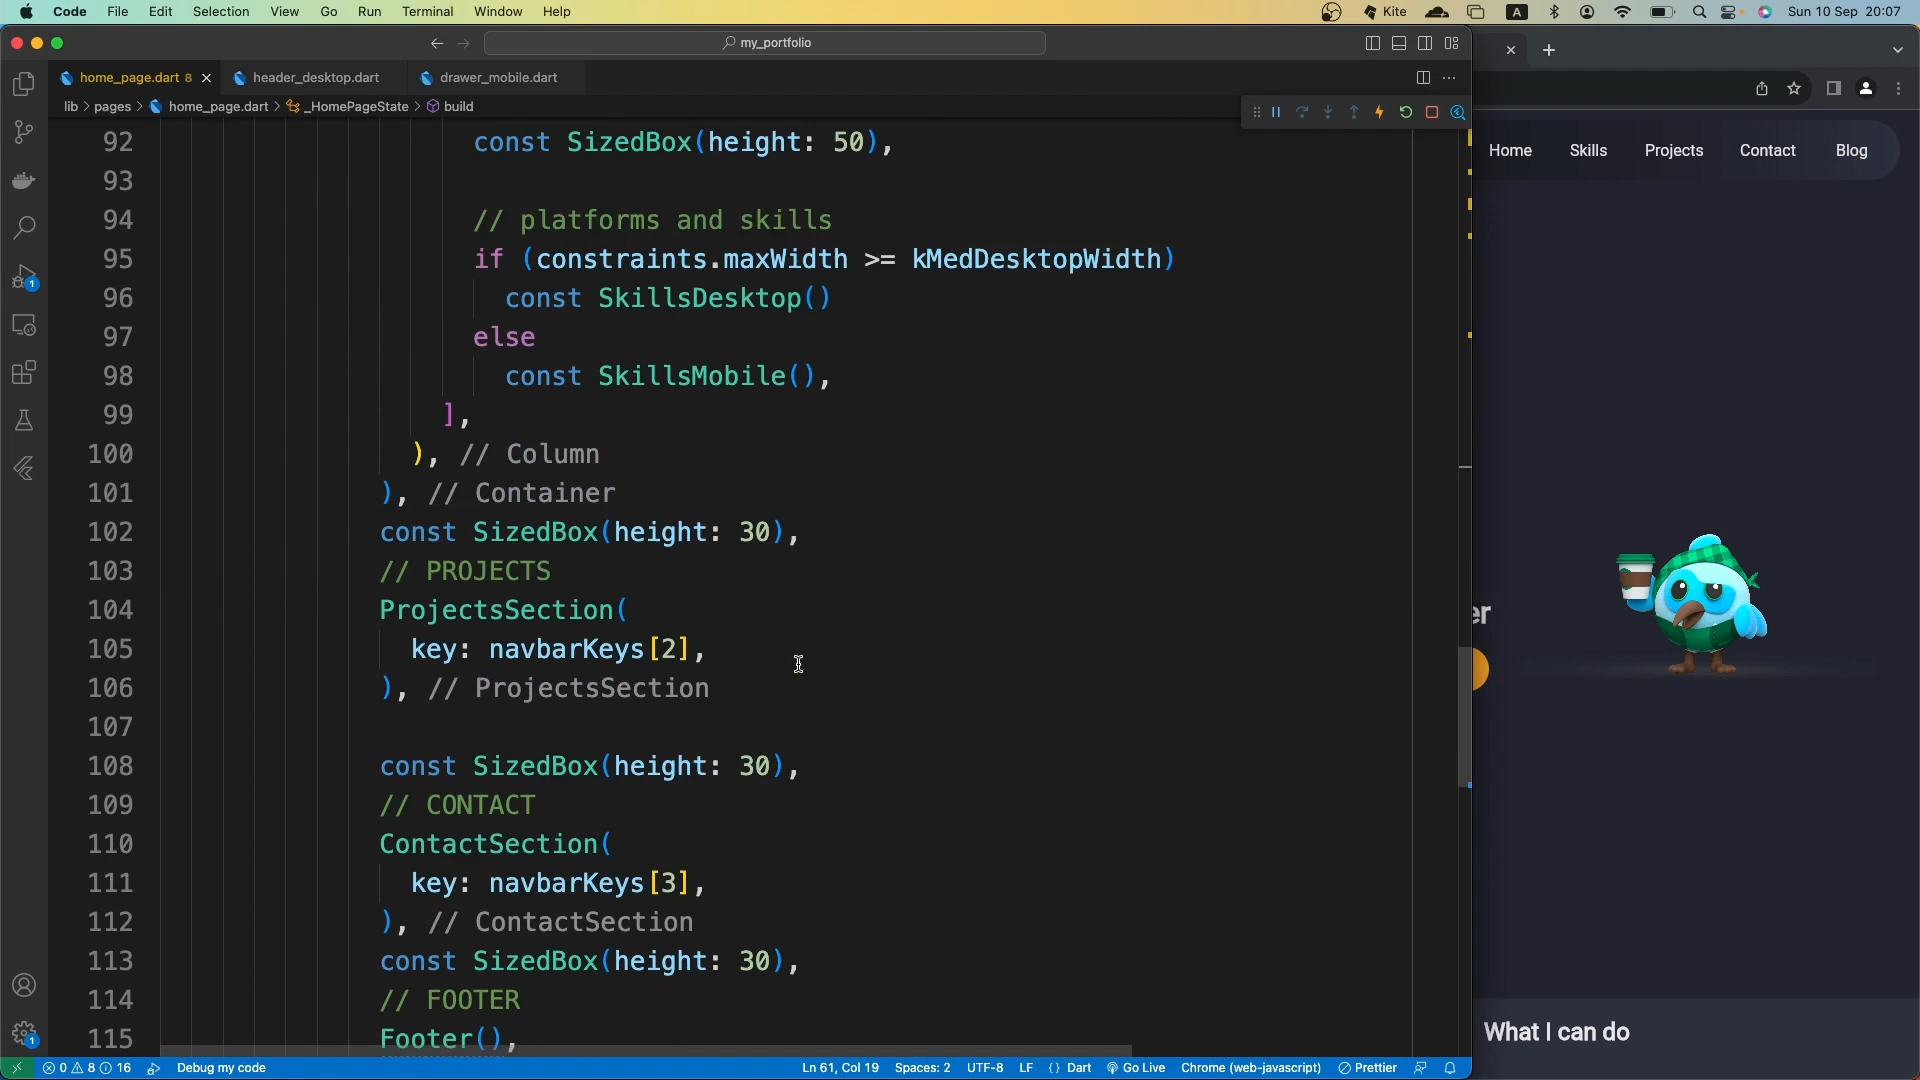 Code File Edit Selection View Go Run Terminal Window Help Kite A Sun 10 Sep 20:07
my_portfolio
home_page.dart 8 header_desktop.dart drawer_mobile.dart
lib > pages > home_page.dart > _HomePageState > build
92 const SizedBox(height: 50),
93
94 // platforms and skills
95 if (constraints.maxWidth >= kMedDesktopWidth)
96 const SkillsDesktop()
97 else
98 const SkillsMobile(),
99 ],
100 ), // Column
101 ), // Container
102 const SizedBox(height: 30),
103 // PROJECTS
104 ProjectsSection(
105 key: navbarKeys[2],
106 ), // ProjectsSection
107
108 const SizedBox(height: 30),
109 // CONTACT
110 ContactSection(
111 key: navbarKeys[3],
112 ), // ContactSection
113 const SizedBox(height: 30),
114 // FOOTER
115 Footer(),
1
1
0 8 16 Debug my code Ln 61, Col 19 Spaces: 2 UTF-8 LF {} Dart Go Live Chrome (web-javascript) Prettier
Home Skills Projects Contact Blog
er
What I can do